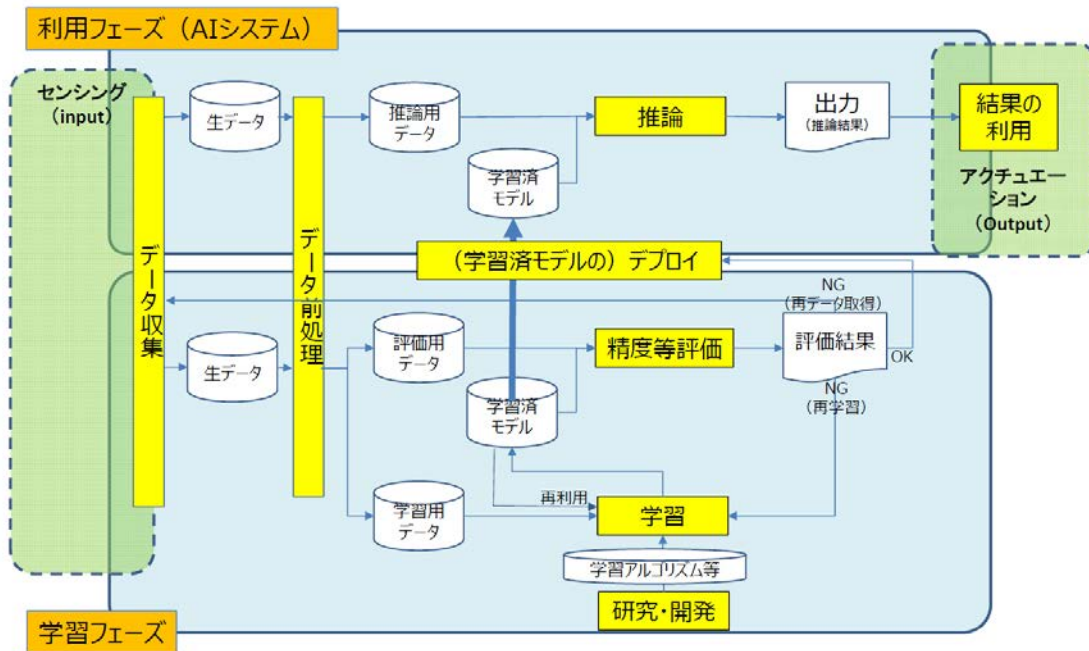 利用フェーズ（AIシステム）
センシング
（input）
生データ
推論用
データ
推論
出力
（推論結果）
結果の
利用
学習済
モデル
アクチュエー
ション
（Output）
データ収集
データ前処理
（学習済モデルの）デプロイ
NG
（再データ取得）
生データ
評価用
データ
精度等評価
評価結果
OK
学習済
モデル
NG
（再学習）
再利用
学習用
データ
学習
学習アルゴリズム等
研究・開発
学習フェーズ